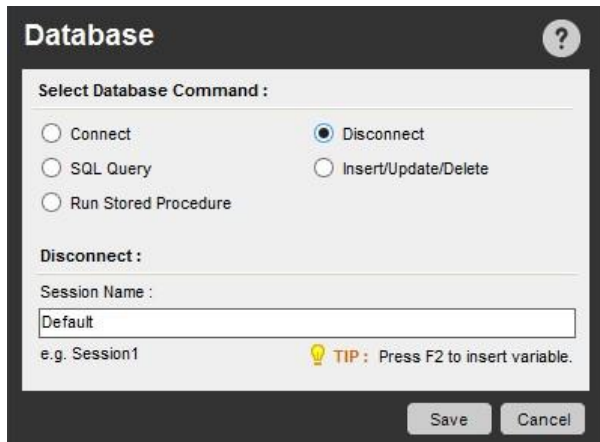 Database
?
Select Database Command :
Connect
Disconnect
SQL Query
Insert/Update/Delete
Run Stored Procedure
Disconnect :
Session Name :
Default
e.g. Session1
TIP : Press F2 to insert variable.
Save
Cancel